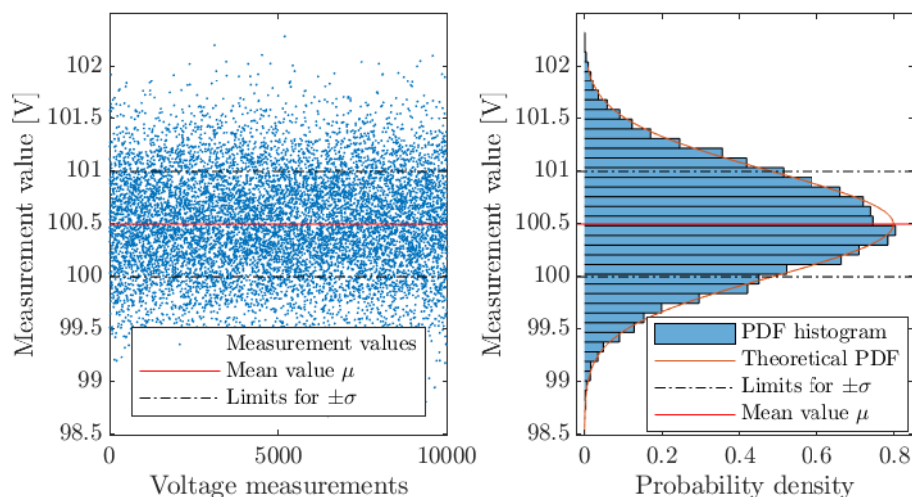 Measurement value [V]
102
101.5
101
100.5
100
99.5
99
98.5
0
5000
10000
Voltage measurements
Measurement values
Mean value μ
Limits for ±σ
Measurement value [V]
102
101.5
101
100.5
100
99.5
99
98.5
0
0.2
0.4
0.6
0.8
Probability density
PDF histogram
Theoretical PDF
Limits for ±σ
Mean value μ